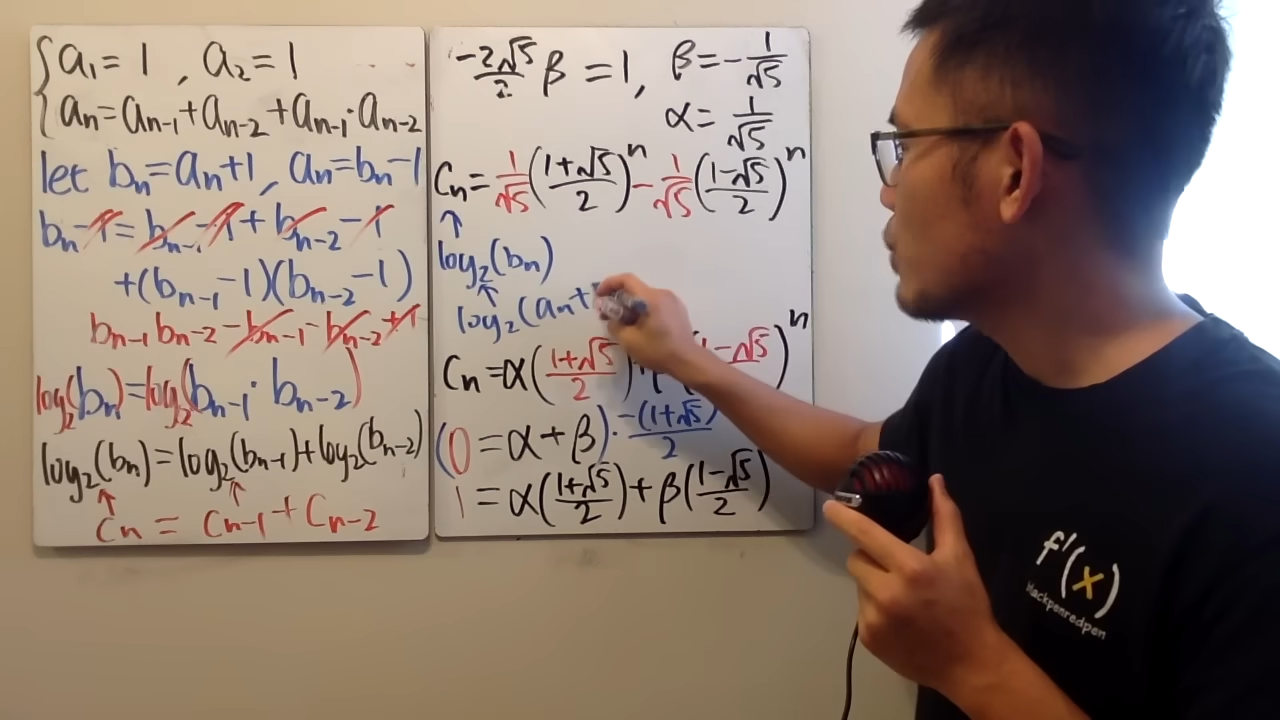 a₁ = 1 , a₂ = 1
aₙ = aₙ₋₁ + aₙ₋₂ + aₙ₋₁ · aₙ₋₂
let bₙ = aₙ + 1 , aₙ = bₙ − 1
bₙ − 1 = bₙ₋₁ − 1 + bₙ₋₂ − 1
+ (bₙ₋₁ − 1)(bₙ₋₂ − 1)
bₙ₋₁ bₙ₋₂ − bₙ₋₁ − bₙ₋₂ + 1
log₂(bₙ) = log₂(bₙ₋₁ · bₙ₋₂)
log₂(bₙ) = log₂(bₙ₋₁) + log₂(bₙ₋₂)
↑ ↑
Cₙ = Cₙ₋₁ + Cₙ₋₂
-2√5/2 β = 1, β = -1/√5
α = 1/√5
Cₙ = 1/√5 ((1+√5)/2)ⁿ − 1/√5 ((1−√5)/2)ⁿ
↑
log₂(bₙ)
↑
log₂(aₙ+
Cₙ = α((1+√5)/2) (1−√5 )ⁿ
(0 = α + β) · −(1+√5)/2
1 = α((1+√5)/2) + β((1−√5)/2)
f'(x)
blackpenredpen